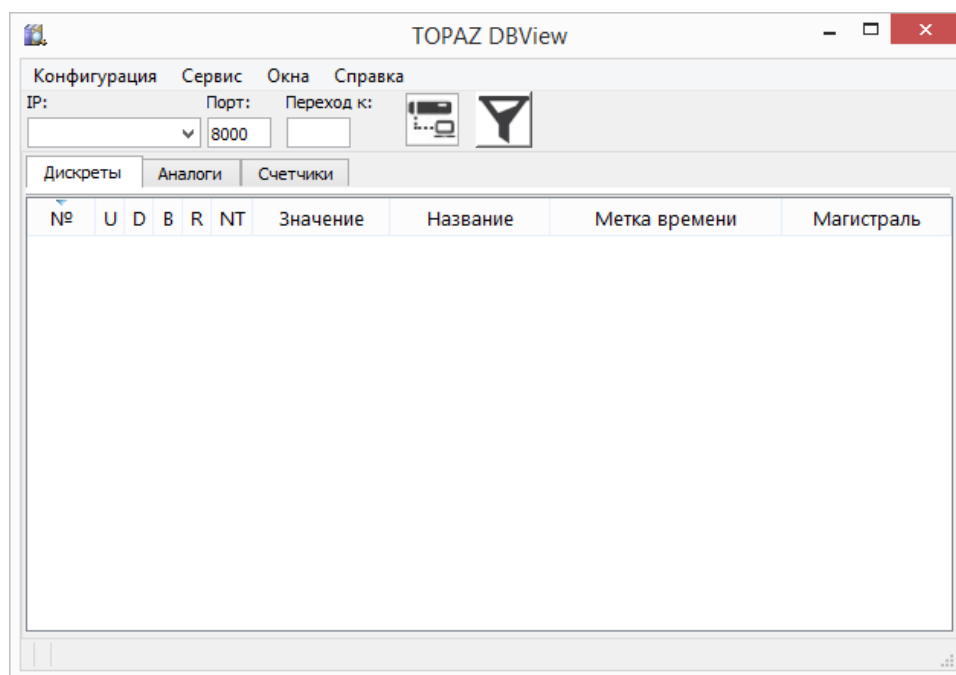 TOPAZ DBView
Конфигурация Сервис Окна Справка
IP: Порт: Переход к:
8000
Дискреты Аналоги Счетчики
№ U D B R NT Значение Название Метка времени Магистраль